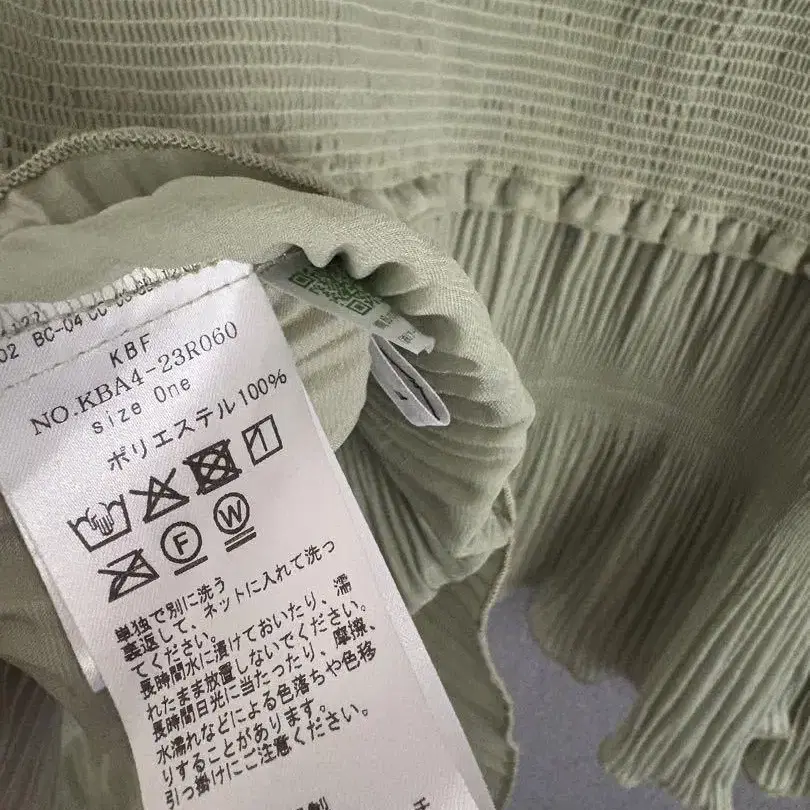 02 BC-04 CC
KBF
NO.KBA4-23R060
size One
ポリエステル100%
F
W
単独で別に洗う
裏返して、ネットに入れて洗っ
てください。
長時間水に漬けておいたり、濡
れたまま放置しないでください。
長時間日光に当たったり、摩擦、
水濡れなどによる色落ちや色移
りすることがあります。
引っ掛けにご注意ください。